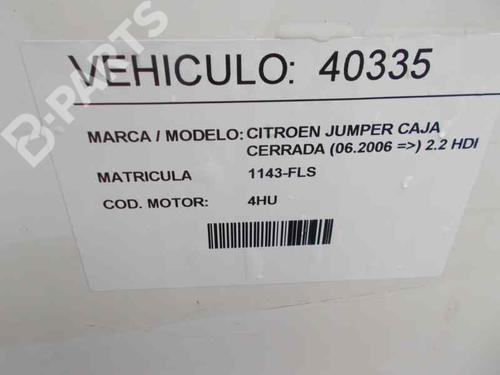 B-PARTS
VEHICULO: 40335
MARCA / MODELO: CITROEN JUMPER CAJA
CERRADA (06.2006 =>) 2.2 HDI
MATRICULA 1143-FLS
COD. MOTOR: 4HU